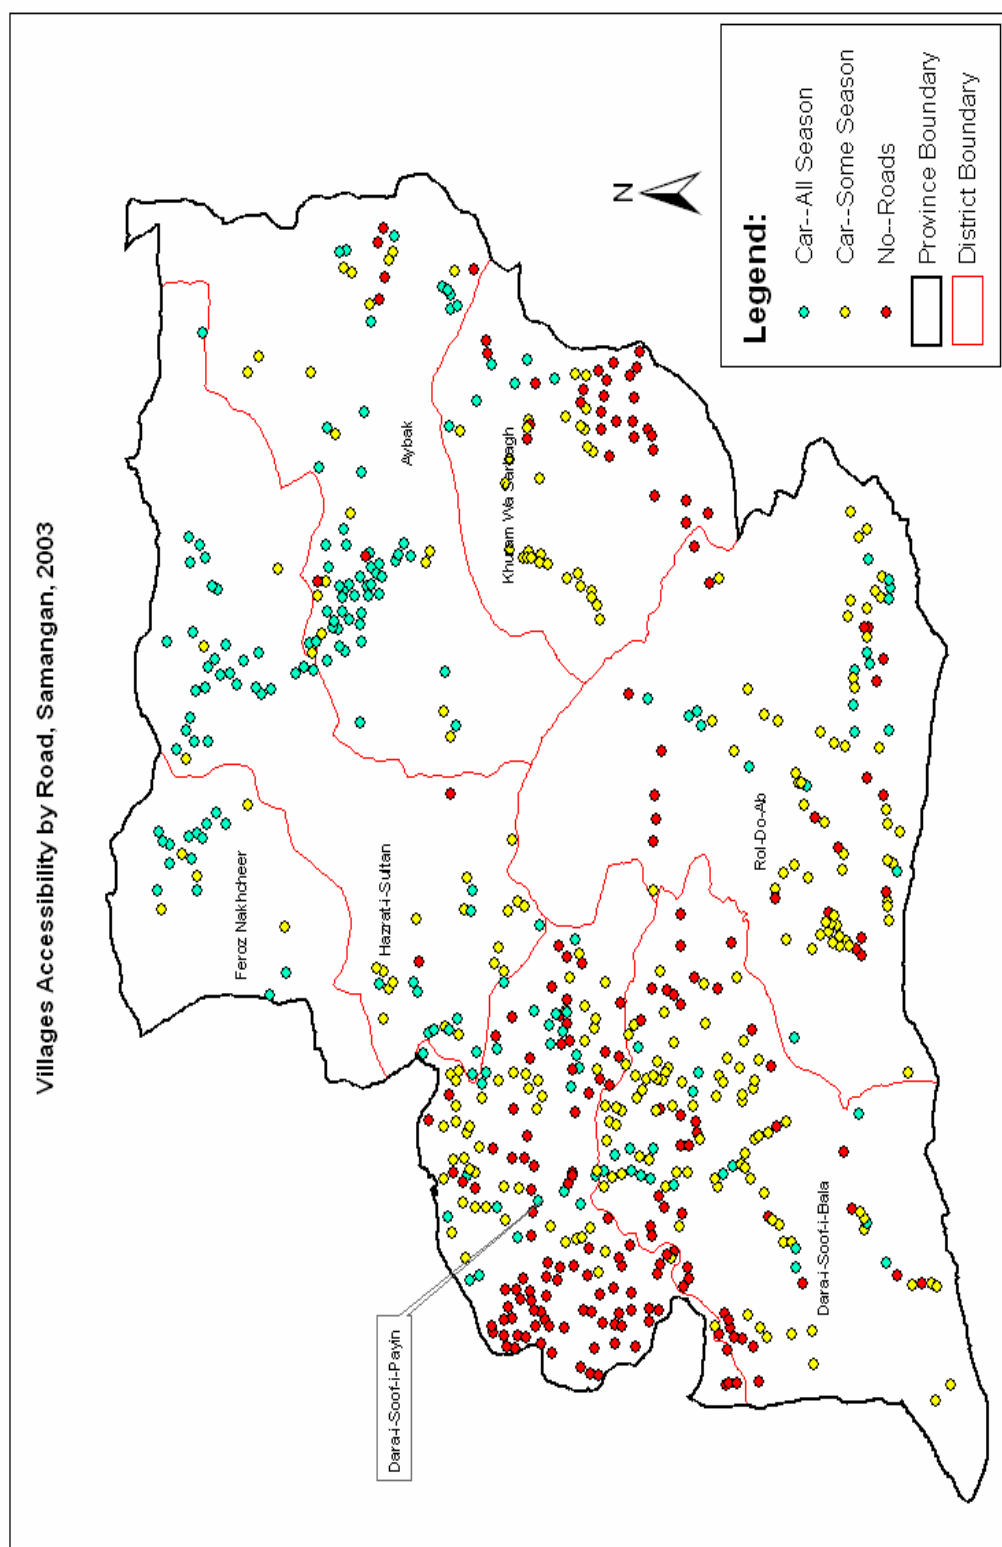 Villages Accessibility by Road, Samangan, 2003
Feroz Nakhcheer
Hazrat-i-Sultan
Aybak
Khuram Wa Sarbagh
Dara-i-Soof-i-Payin
Rol-Do-Ab
Dara-i-Soof-i-Bala
N
Legend:
Car--All Season
Car--Some Season
No--Roads
Province Boundary
District Boundary